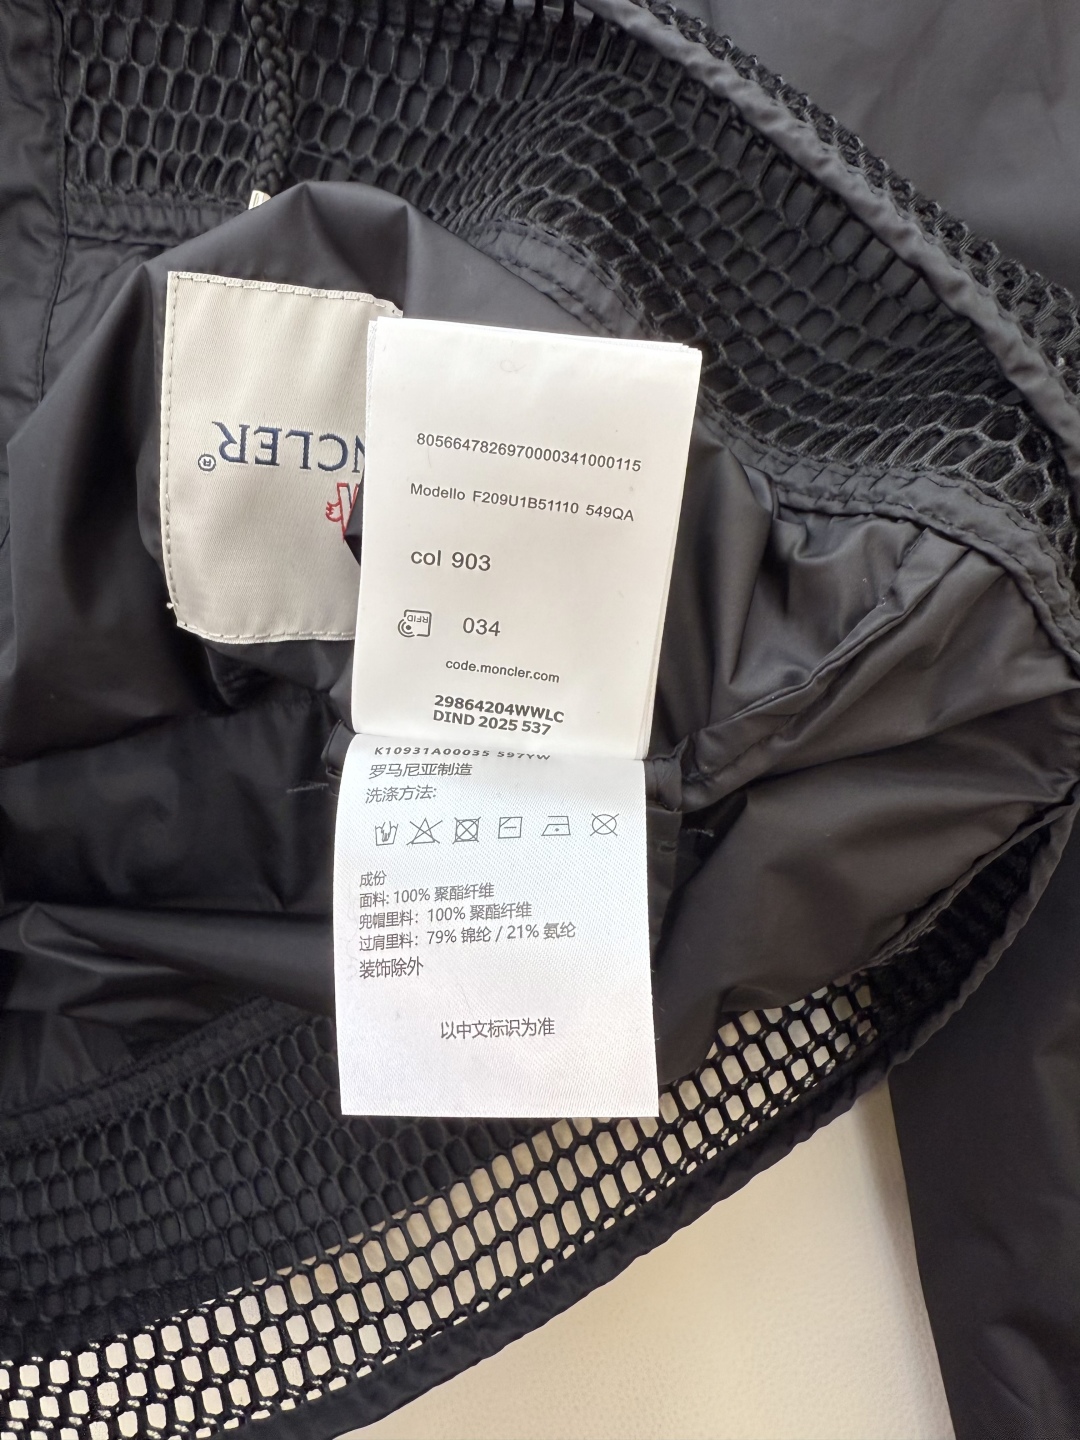 NCLER®
8056647826970000341000115
Modello F209U1B51110 549QA
col 903
RFID
034
code.moncler.com
29864204WWLC
DIND 2025 537
K10931A00035 597YW
罗马尼亚制造
洗涤方法:
成份
面料: 100% 聚酯纤维
兜帽里料: 100% 聚酯纤维
过肩里料: 79% 锦纶 / 21% 氨纶
装饰除外
以中文标识为准